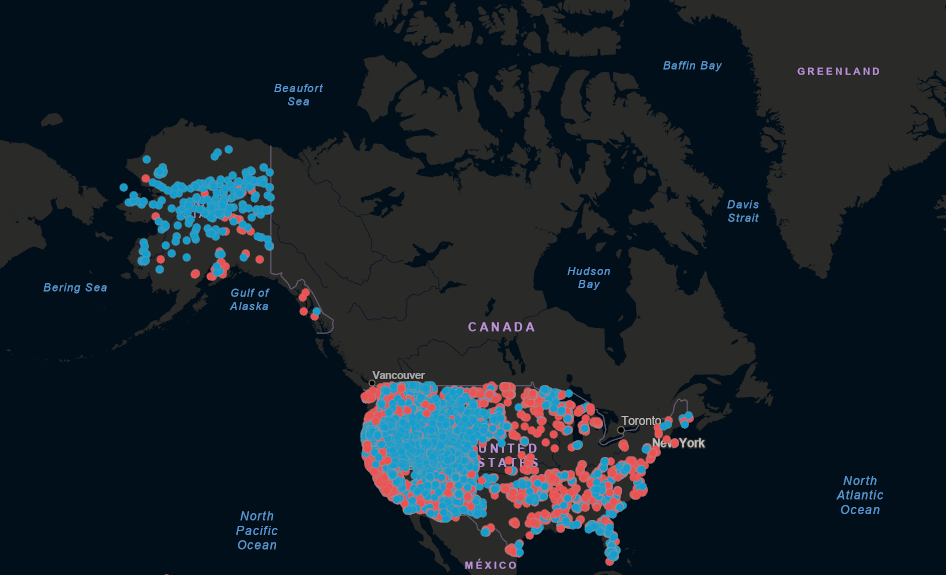 Baffin Bay
GREENLAND
Beaufort
Sea
Davis
Strait
Hudson
Bay
Bering Sea
Gulf of
Alaska
CANADA
Vancouver
Toronto
New York
UNITED
STATES
North
Atlantic
Ocean
North
Pacific
Ocean
MÉXICO